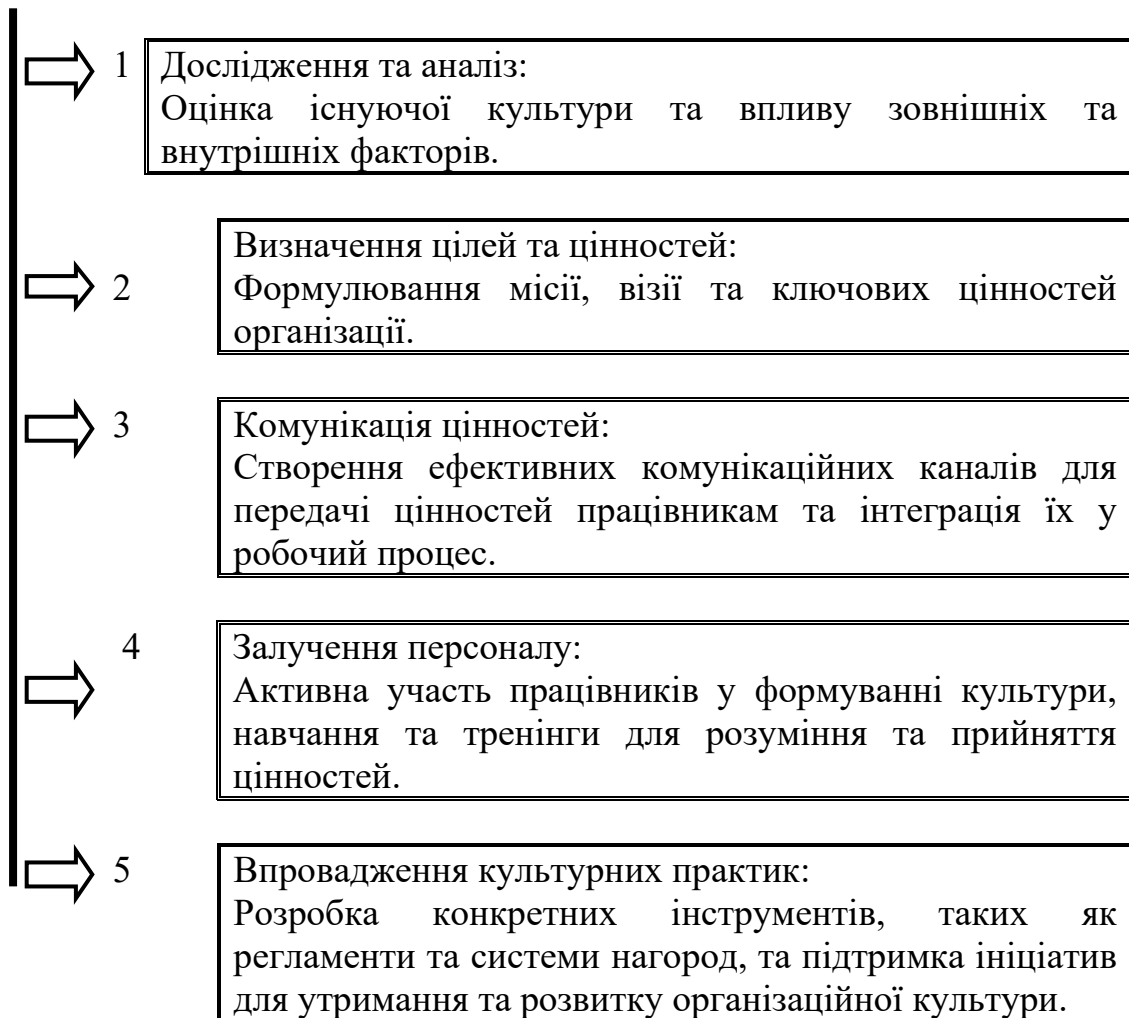 1 Дослідження та аналіз:
Оцінка існуючої культури та впливу зовнішніх та
внутрішніх факторів.
Визначення цілей та цінностей:
2 Формулювання місії, візії та ключових цінностей
організації.
3 Комунікація цінностей:
Створення ефективних комунікаційних каналів для
передачі цінностей працівникам та інтеграція їх у
робочий процес.
4 Залучення персоналу:
Активна участь працівників у формуванні культури,
навчання та тренінги для розуміння та прийняття
цінностей.
5 Впровадження культурних практик:
Розробка конкретних інструментів, таких як
регламенти та системи нагород, та підтримка ініціатив
для утримання та розвитку організаційної культури.